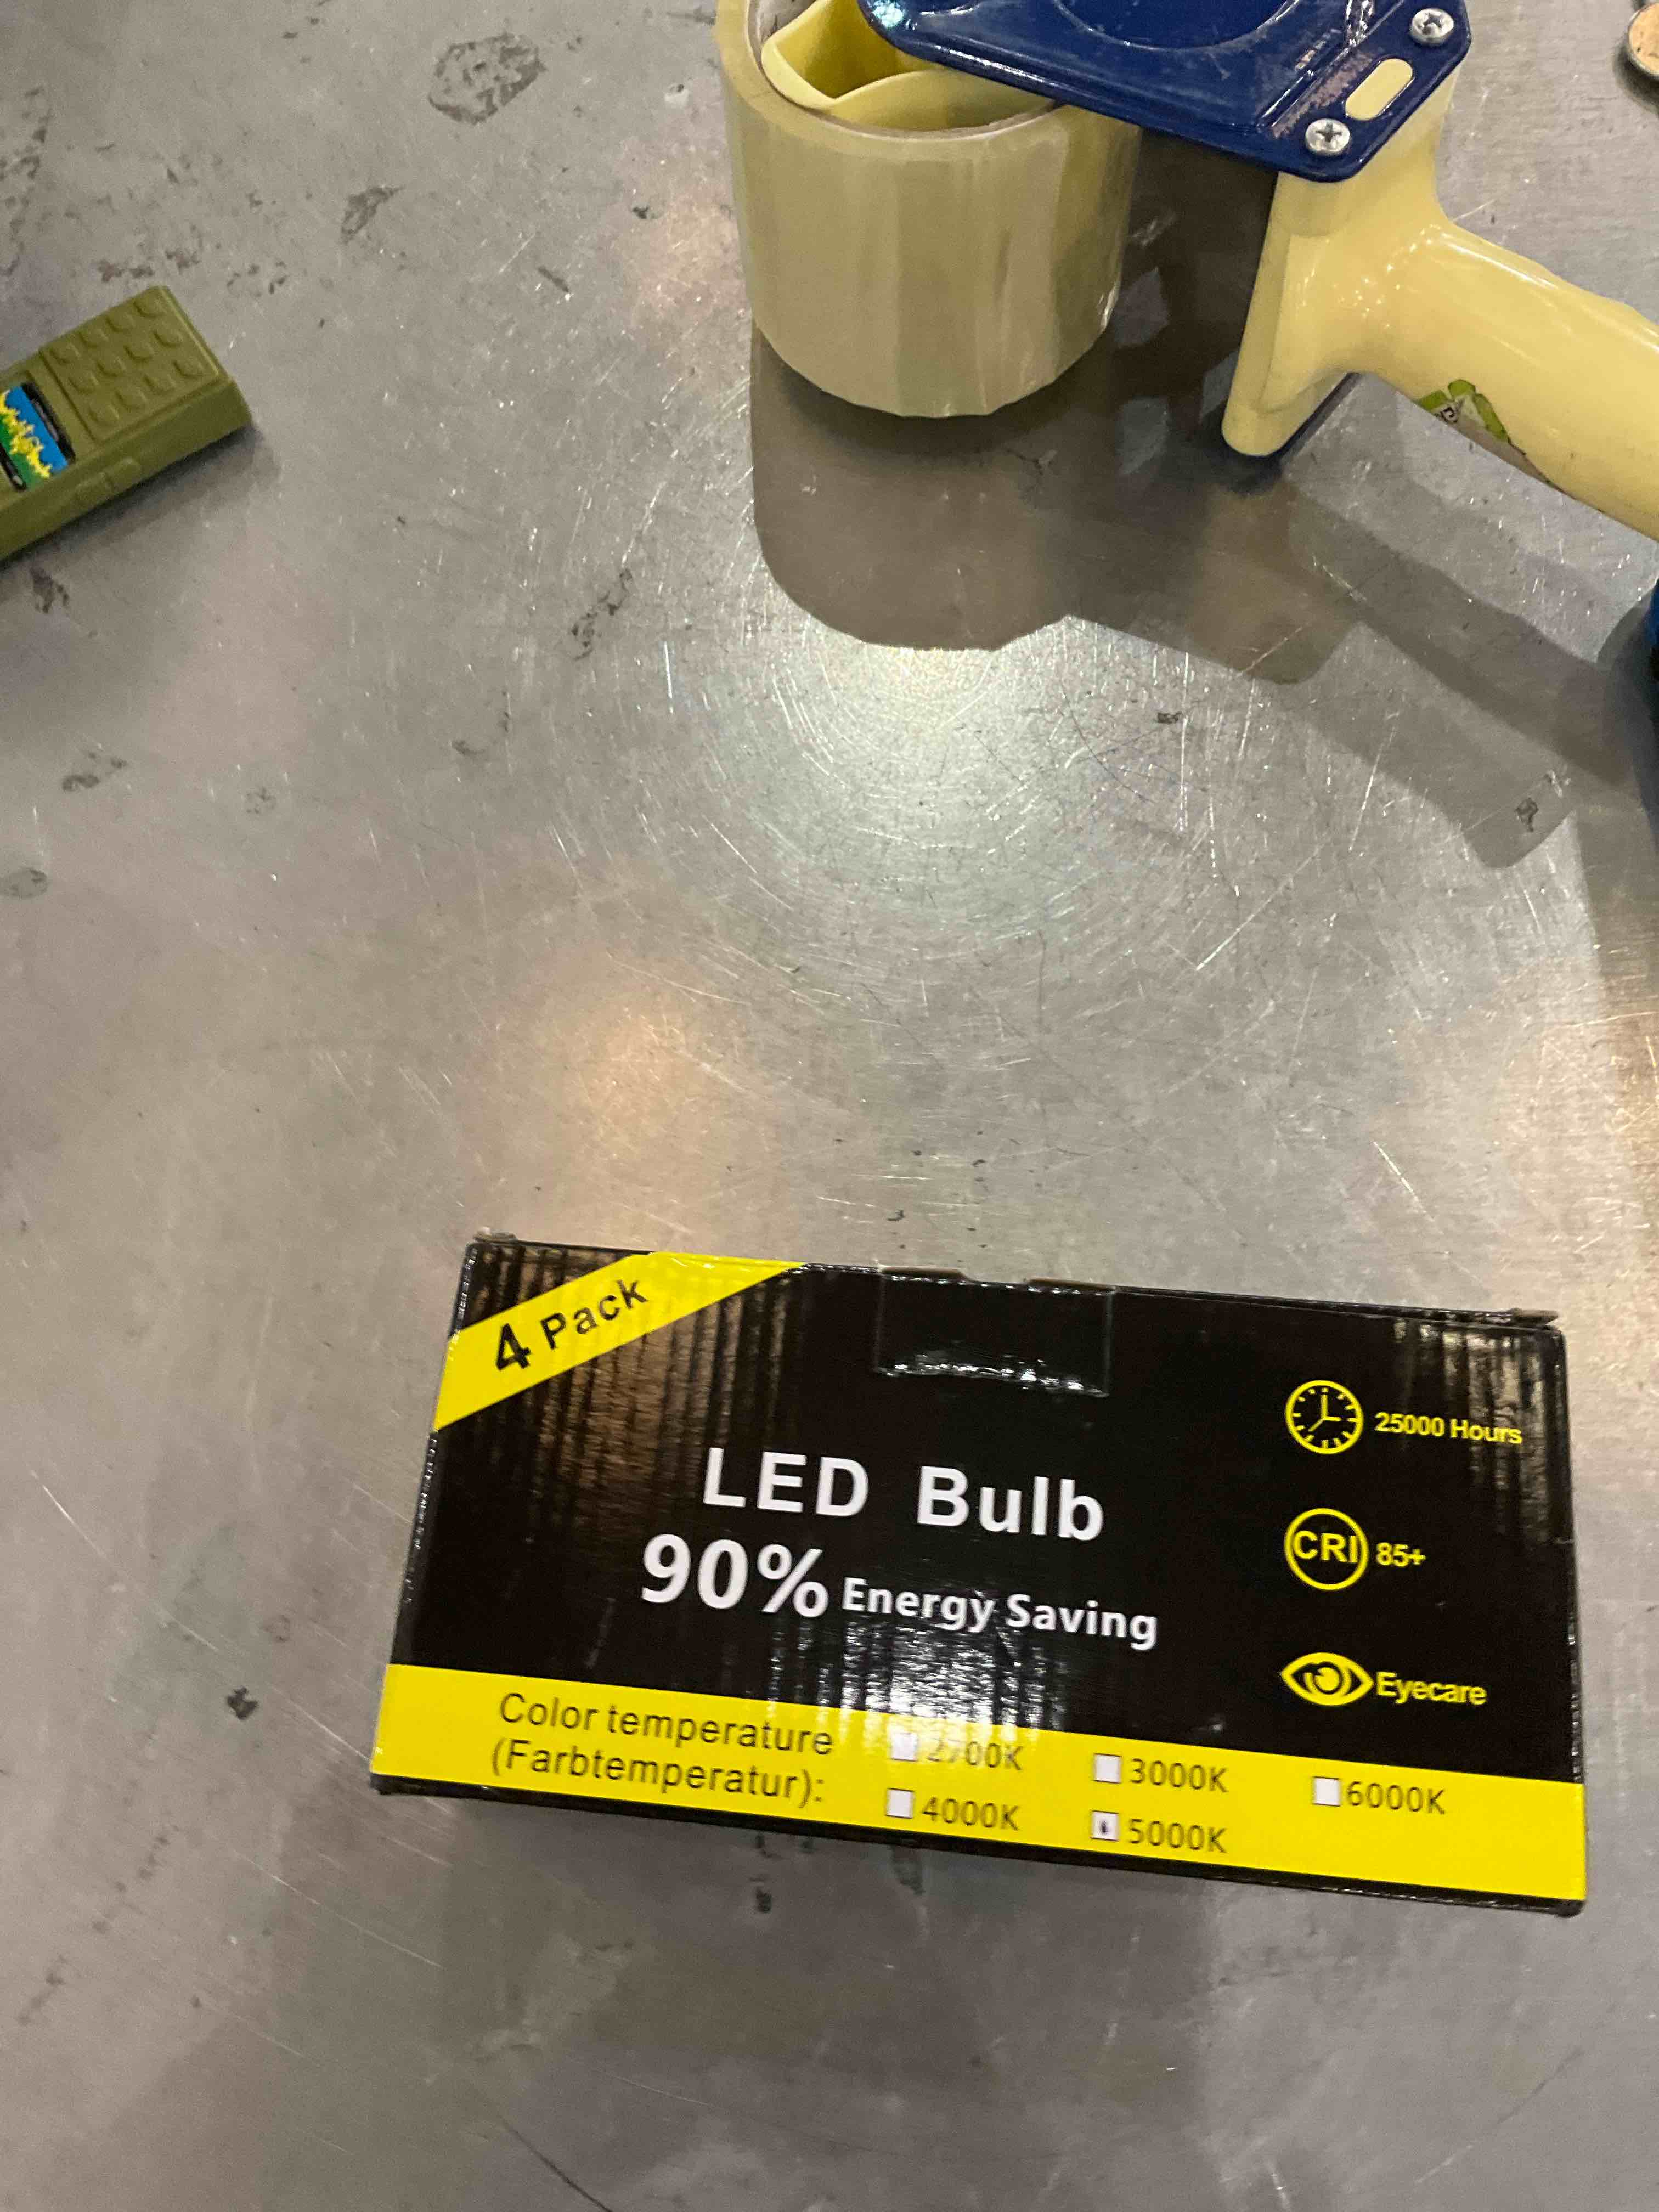 4 Pack
LED Bulb
90% Energy Saving
25000 Hours
CRI 85+
Eyecare
Color temperature
(Farbtemperatur):
2700K
3000K
6000K
4000K
5000K